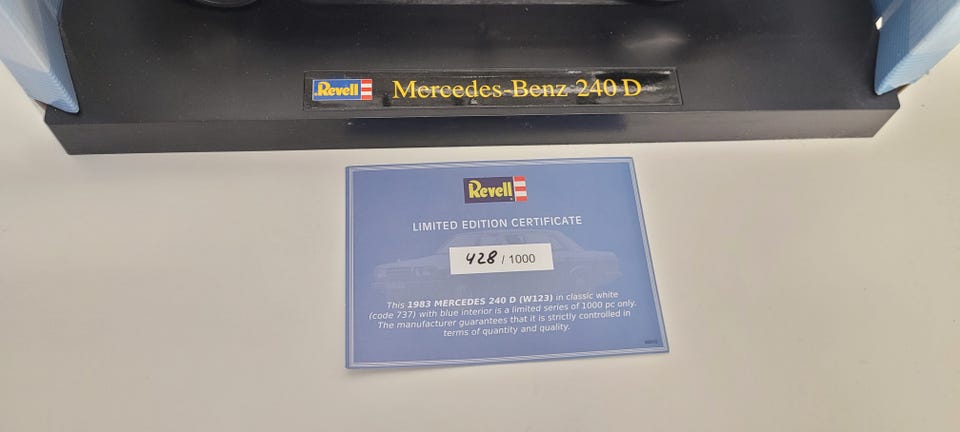 Revell
Mercedes-Benz 240 D
Revell
LIMITED EDITION CERTIFICATE
428 / 1000
This 1983 MERCEDES 240 D (W123) in classic white
(code 737) with blue interior is a limited series of 1000 pc only.
The manufacturer guarantees that it is strictly controlled in
terms of quantity and quality.